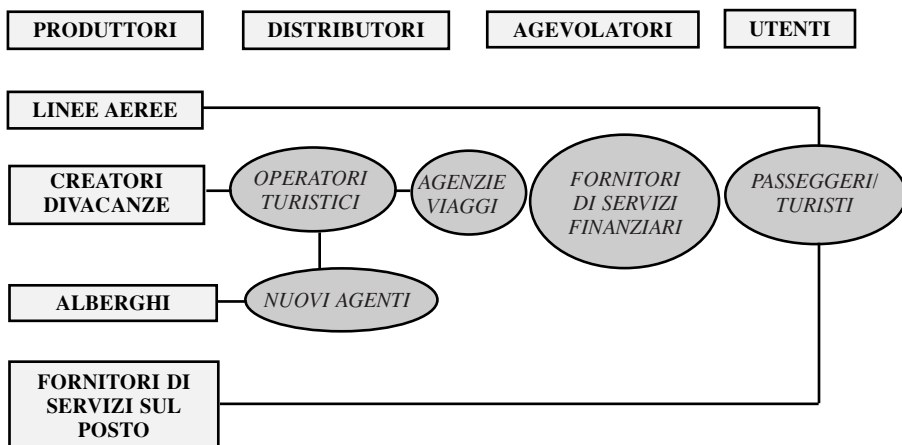 PRODUTTORI
DISTRIBUTORI
AGEVOLATORI
UTENTI
LINEE AEREE
CREATORI
DIVACANZE
OPERATORI
TURISTICI
AGENZIE
VIAGGI
FORNITORI
DI SERVIZI
FINANZIARI
PASSEGGERI/
TURISTI
ALBERGHI
NUOVI AGENTI
FORNITORI DI
SERVIZI SUL
POSTO